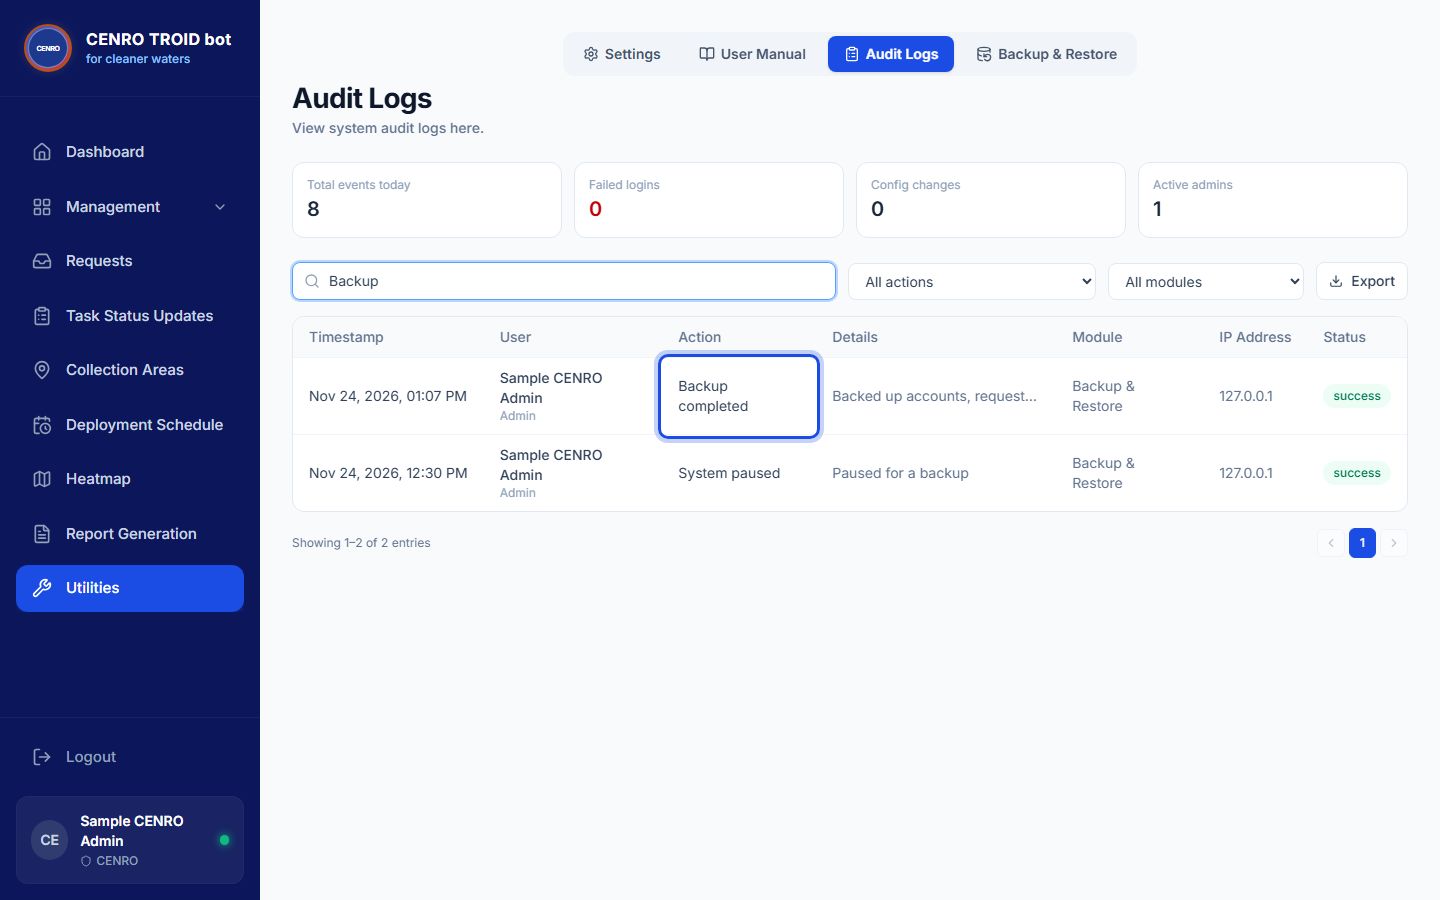 CENRO
CENRO TROID bot
for cleaner waters
Dashboard
Management
Requests
Task Status Updates
Collection Areas
Deployment Schedule
Heatmap
Report Generation
Utilities
Logout
CE
Sample CENRO
Admin
CENRO
Settings
User Manual
Audit Logs
Backup & Restore
Audit Logs
View system audit logs here.
Total events today
8
Failed logins
0
Config changes
0
Active admins
1
Backup
All actions
All modules
Export
Timestamp User Action Details Module IP Address Status
Nov 24, 2026, 01:07 PM
Sample CENRO
Admin
Admin
Backup
completed
Backed up accounts, request...
Backup &
Restore
127.0.0.1
success
Nov 24, 2026, 12:30 PM
Sample CENRO
Admin
Admin
System paused
Paused for a backup
Backup &
Restore
127.0.0.1
success
Showing 1–2 of 2 entries
1